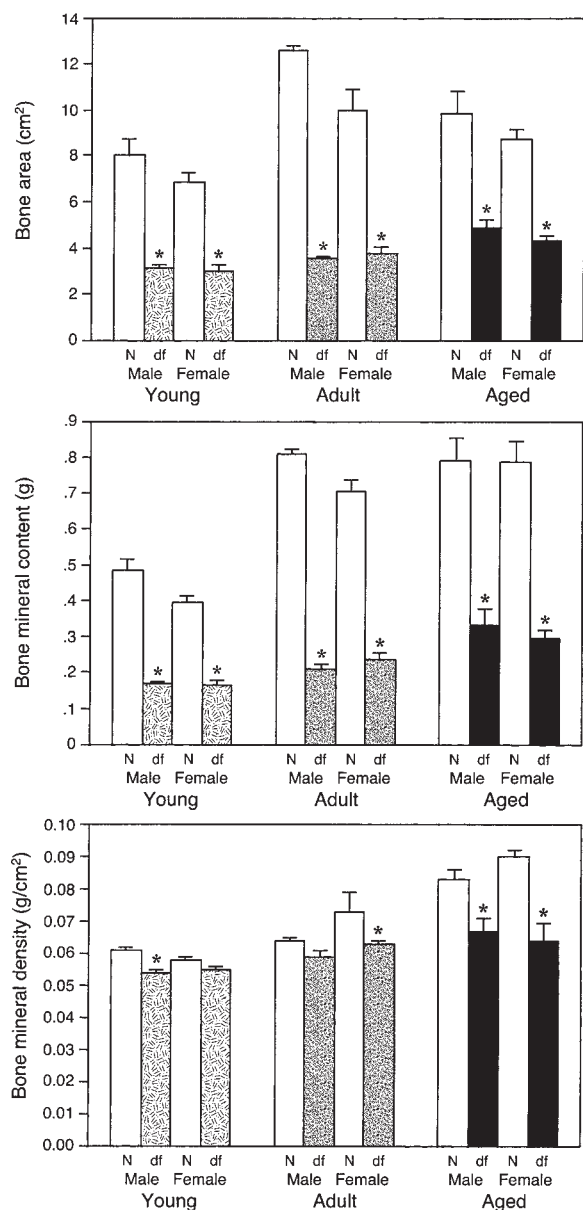 Bone area (cm²)
14
12
10
8
6
4
2
0
* * * * * *
N df N df N df N df N df N df
Male Female Male Female Male Female
Young Adult Aged
Bone mineral content (g)
.9
.8
.7
.6
.5
.4
.3
.2
.1
0
* * * * * *
N df N df N df N df N df N df
Male Female Male Female Male Female
Young Adult Aged
Bone mineral density (g/cm²)
0.10
0.09
0.08
0.07
0.06
0.05
0.04
0.03
0.02
0.01
0.00
* * * *
N df N df N df N df N df N df
Male Female Male Female Male Female
Young Adult Aged